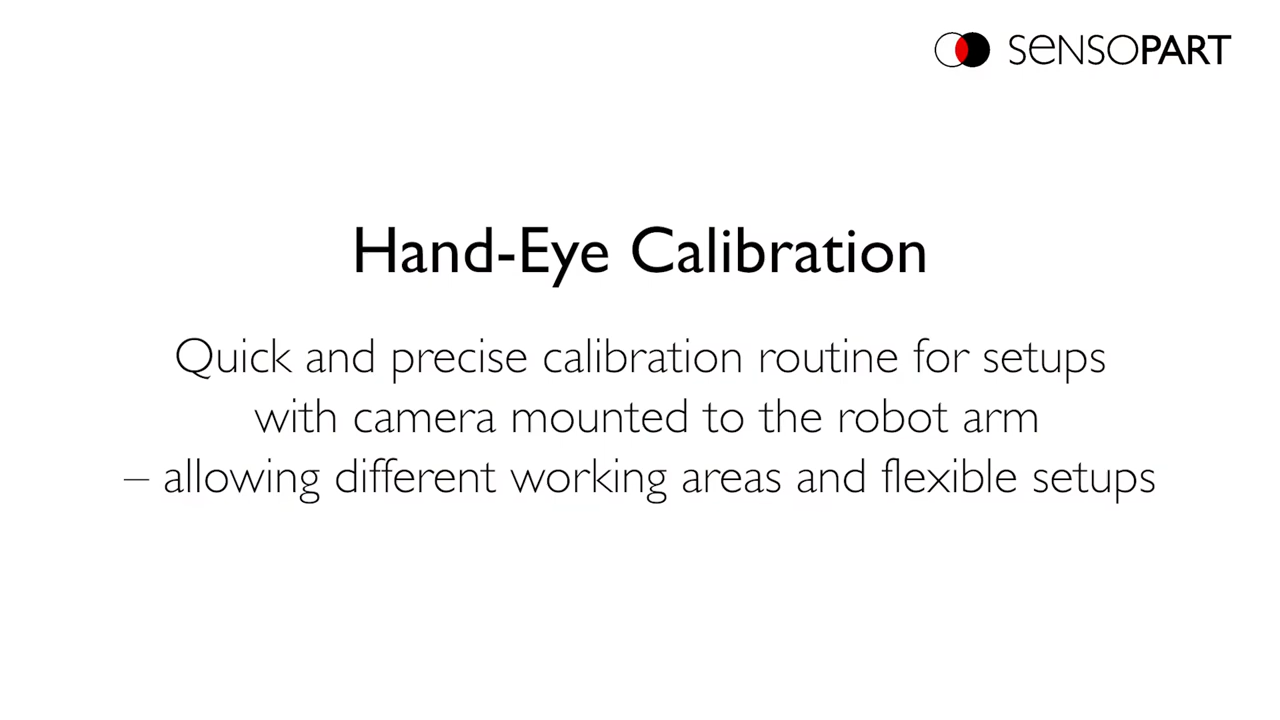 SENSOPART
Hand-Eye Calibration
Quick and precise calibration routine for setups
with camera mounted to the robot arm
– allowing different working areas and flexible setups